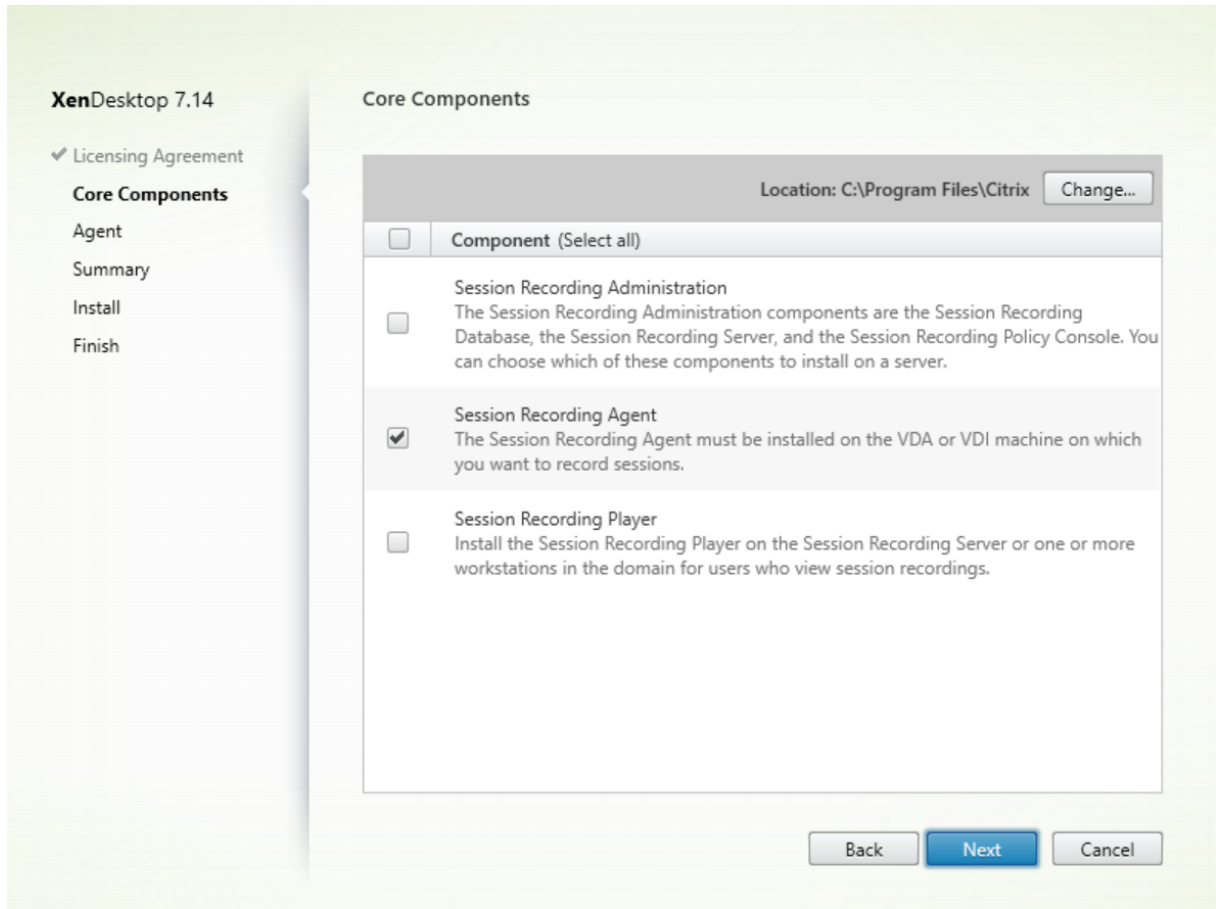 XenDesktop 7.14
Licensing Agreement
Core Components
Agent
Summary
Install
Finish
Core Components
Location: C:\Program Files\Citrix
Change...
Component (Select all)
Session Recording Administration
The Session Recording Administration components are the Session Recording
Database, the Session Recording Server, and the Session Recording Policy Console. You
can choose which of these components to install on a server.
Session Recording Agent
The Session Recording Agent must be installed on the VDA or VDI machine on which
you want to record sessions.
Session Recording Player
Install the Session Recording Player on the Session Recording Server or one or more
workstations in the domain for users who view session recordings.
Back
Next
Cancel